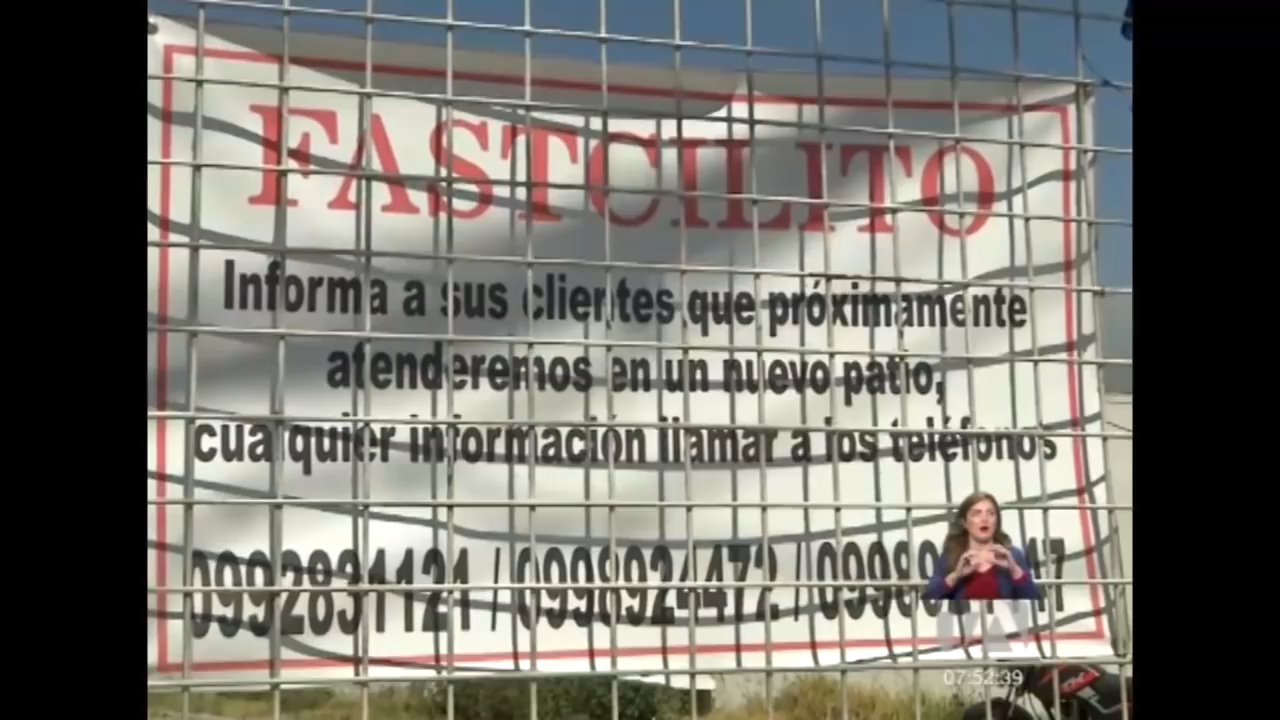 FASTCILITO
Informa a sus clientes que próximamente
atenderemos en un nuevo patio,
cualquier información llamar a los teléfonos
0992831121 / 0998924472 /
07:52:39